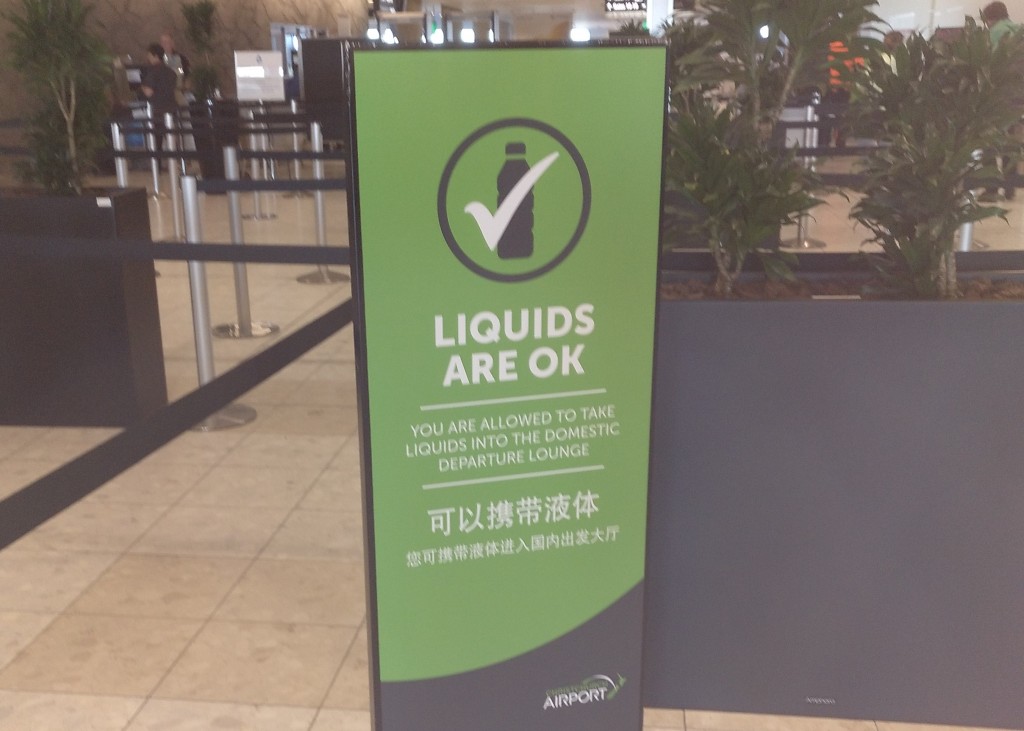 LIQUIDS
ARE OK
YOU ARE ALLOWED TO TAKE
LIQUIDS INTO THE DOMESTIC
DEPARTURE LOUNGE
可以携带液体
您可携带液体进入国内出发大厅
AIRPORT